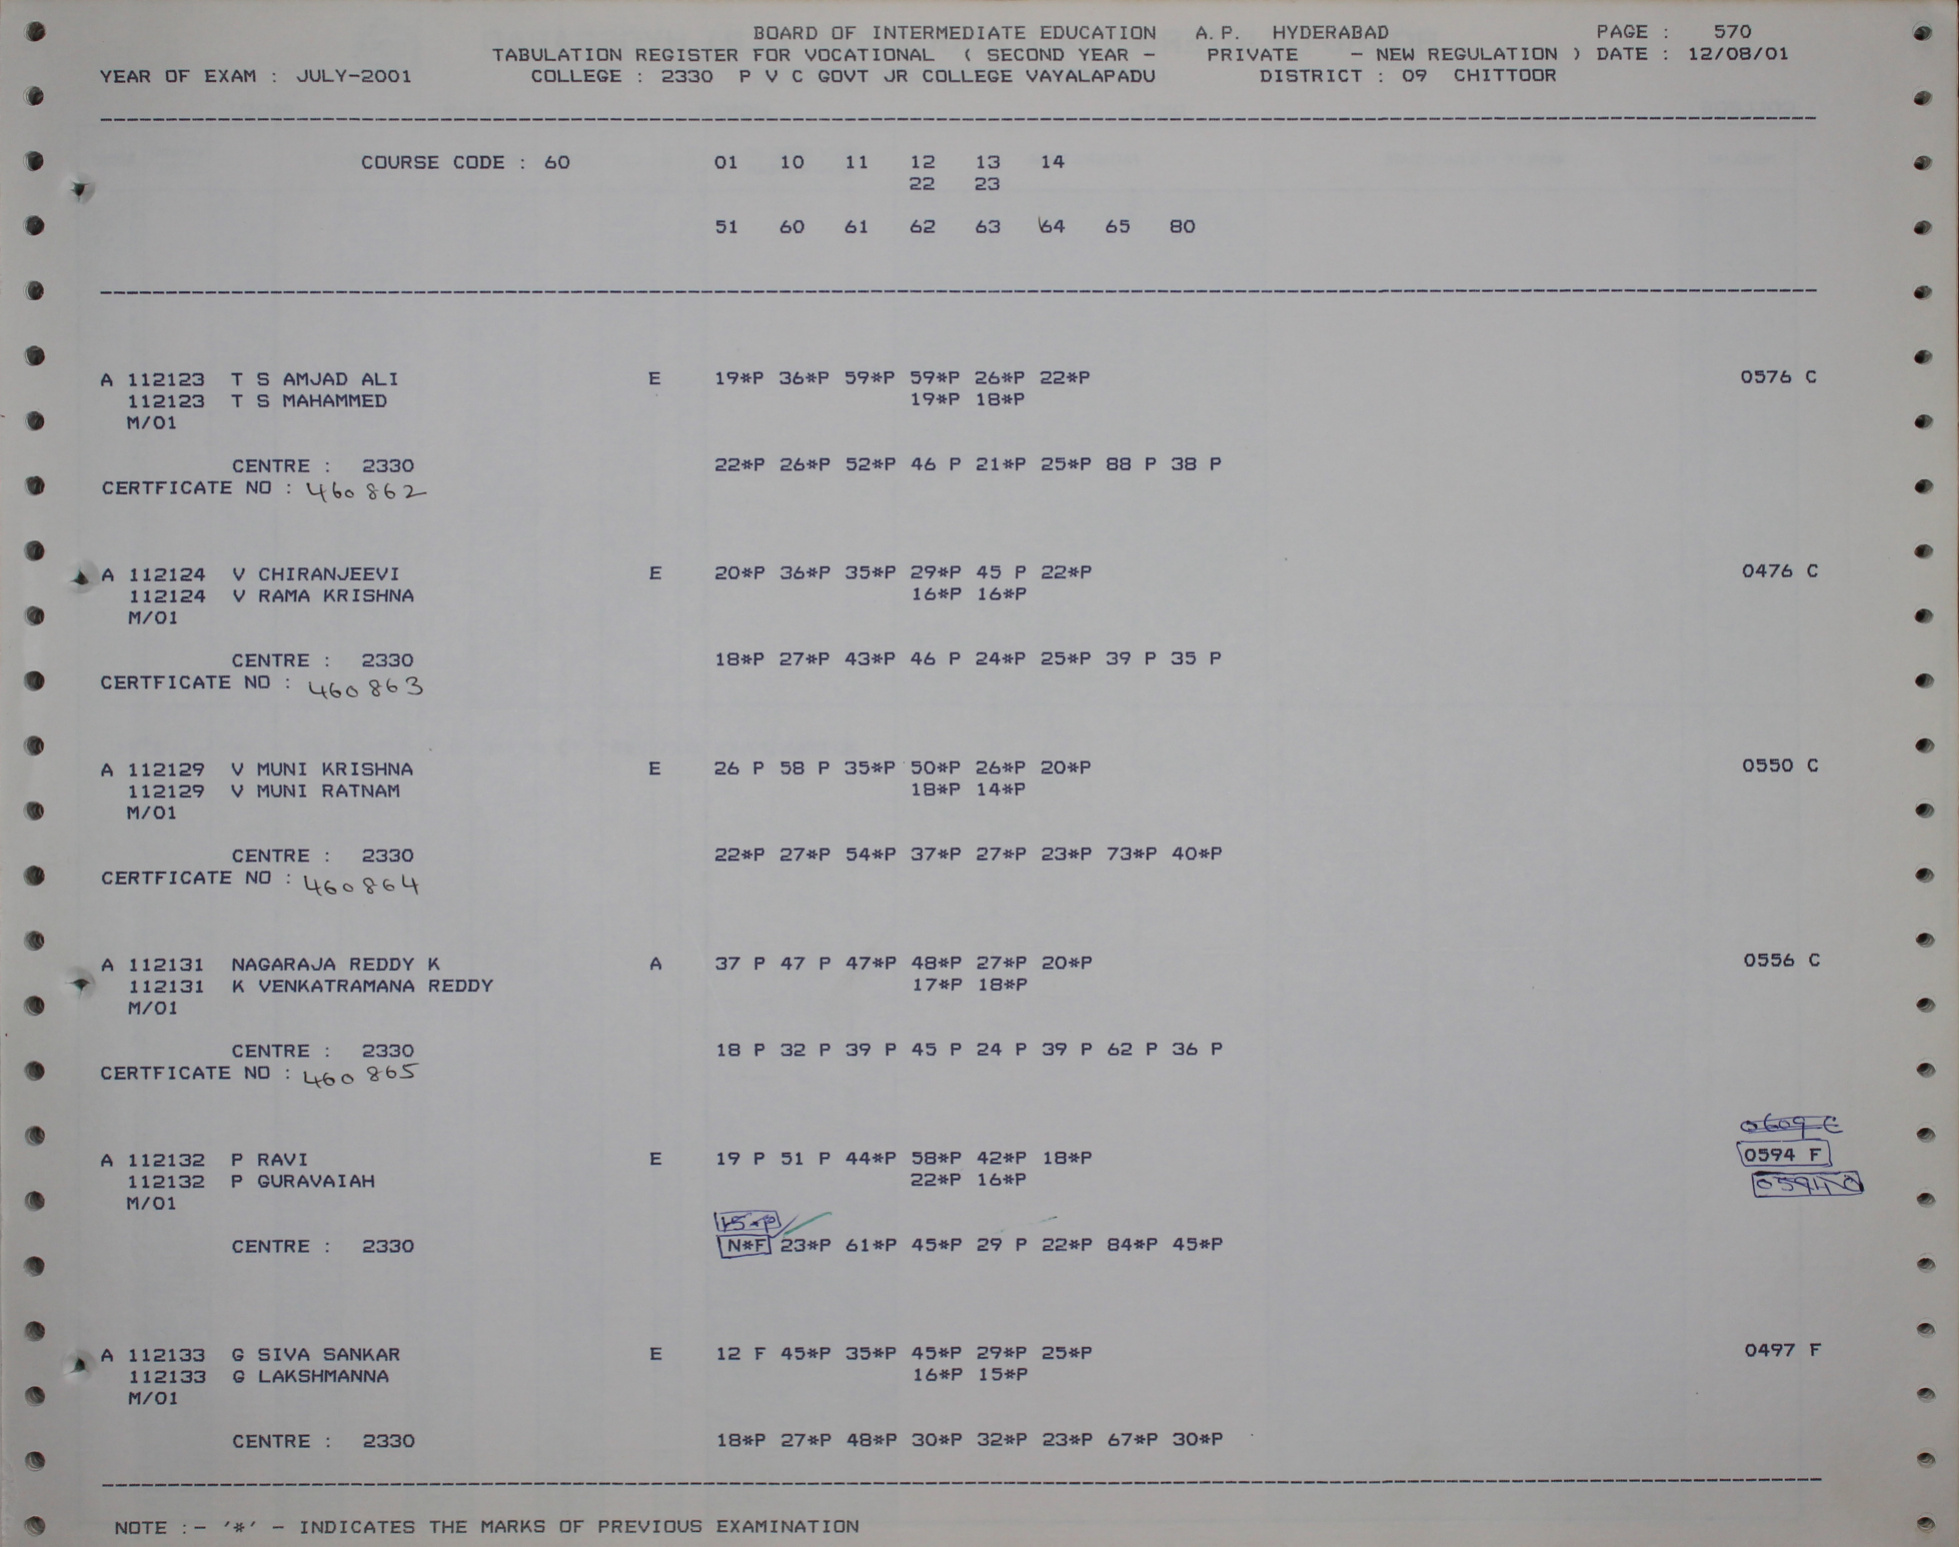 BOARD OF INTERMEDIATE EDUCATION A.P. HYDERABAD PAGE : 570
TABULATION REGISTER FOR VOCATIONAL ( SECOND YEAR - PRIVATE - NEW REGULATION ) DATE : 12/08/01
YEAR OF EXAM : JULY-2001 COLLEGE : 2330 P V C GOVT JR COLLEGE VAYALAPADU DISTRICT : 09 CHITTOOR
COURSE CODE : 60 01 10 11 12 13 14
22 23
51 60 61 62 63 64 65 80
A 112123 T S AMJAD ALI E 19*P 36*P 59*P 59*P 26*P 22*P 0576 C
112123 T S MAHAMMED 19*P 18*P
M/01
CENTRE : 2330 22*P 26*P 52*P 46 P 21*P 25*P 88 P 38 P
CERTFICATE NO : 460862
A 112124 V CHIRANJEEVI E 20*P 36*P 35*P 29*P 45 P 22*P 0476 C
112124 V RAMA KRISHNA 16*P 16*P
M/01
CENTRE : 2330 18*P 27*P 43*P 46 P 24*P 25*P 39 P 35 P
CERTFICATE NO : 460863
A 112129 V MUNI KRISHNA E 26 P 58 P 35*P 50*P 26*P 20*P 0550 C
112129 V MUNI RATNAM 18*P 14*P
M/01
CENTRE : 2330 22*P 27*P 54*P 37*P 27*P 23*P 73*P 40*P
CERTFICATE NO : 460864
A 112131 NAGARAJA REDDY K A 37 P 47 P 47*P 48*P 27*P 20*P 0556 C
112131 K VENKATRAMANA REDDY 17*P 18*P
M/01
CENTRE : 2330 18 P 32 P 39 P 45 P 24 P 39 P 62 P 36 P
CERTFICATE NO : 460865
0609 C
A 112132 P RAVI E 19 P 51 P 44*P 58*P 42*P 18*P 0594 F
112132 P GURAVAIAH 22*P 16*P
M/01
15*P
CENTRE : 2330 N*F 23*P 61*P 45*P 29 P 22*P 84*P 45*P
A 112133 G SIVA SANKAR E 12 F 45*P 35*P 45*P 29*P 25*P 0497 F
112133 G LAKSHMANNA 16*P 15*P
M/01
CENTRE : 2330 18*P 27*P 48*P 30*P 32*P 23*P 67*P 30*P
NOTE :- '*' - INDICATES THE MARKS OF PREVIOUS EXAMINATION